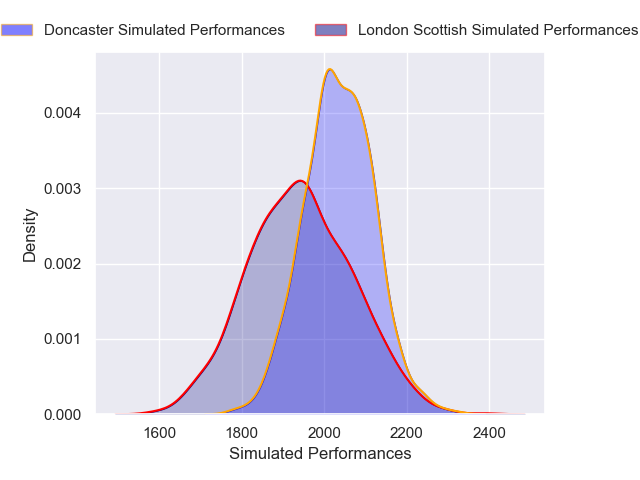 Doncaster Simulated Performances
London Scottish Simulated Performances
Density
0.004
0.003
0.002
0.001
0.000
1600 1800 2000 2200 2400
Simulated Performances